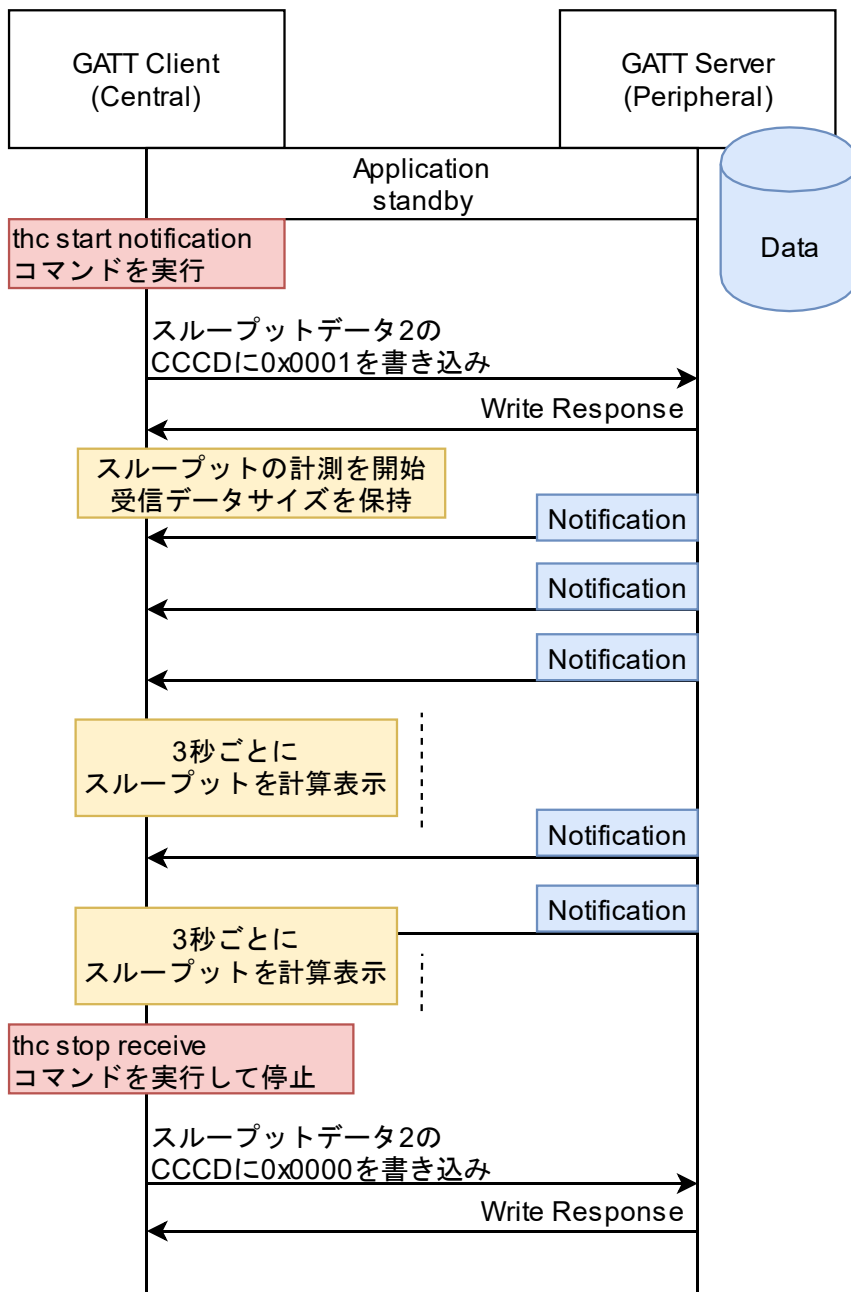 GATT Client
(Central)
GATT Server
(Peripheral)
Application
standby
Data
thc start notification
コマンドを実行
スループットデータ2の
CCCDに0x0001を書き込み
Write Response
スループットの計測を開始
受信データサイズを保持
Notification
Notification
Notification
3秒ごとに
スループットを計算表示
Notification
Notification
3秒ごとに
スループットを計算表示
thc stop receive
コマンドを実行して停止
スループットデータ2の
CCCDに0x0000を書き込み
Write Response